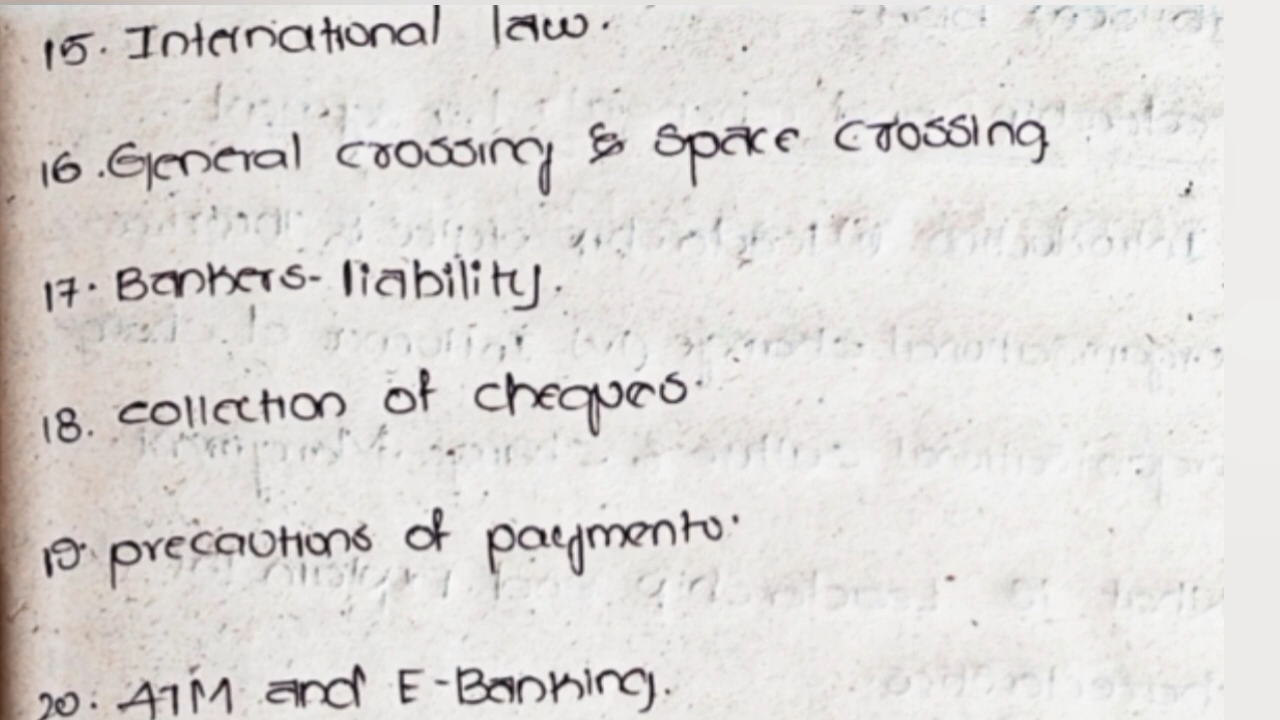 15. International law.
16. General crossing & space crossing
17. Bankers-liability.
18. collection of cheques.
19. precautions of payments.
20. ATM and E-Banking.